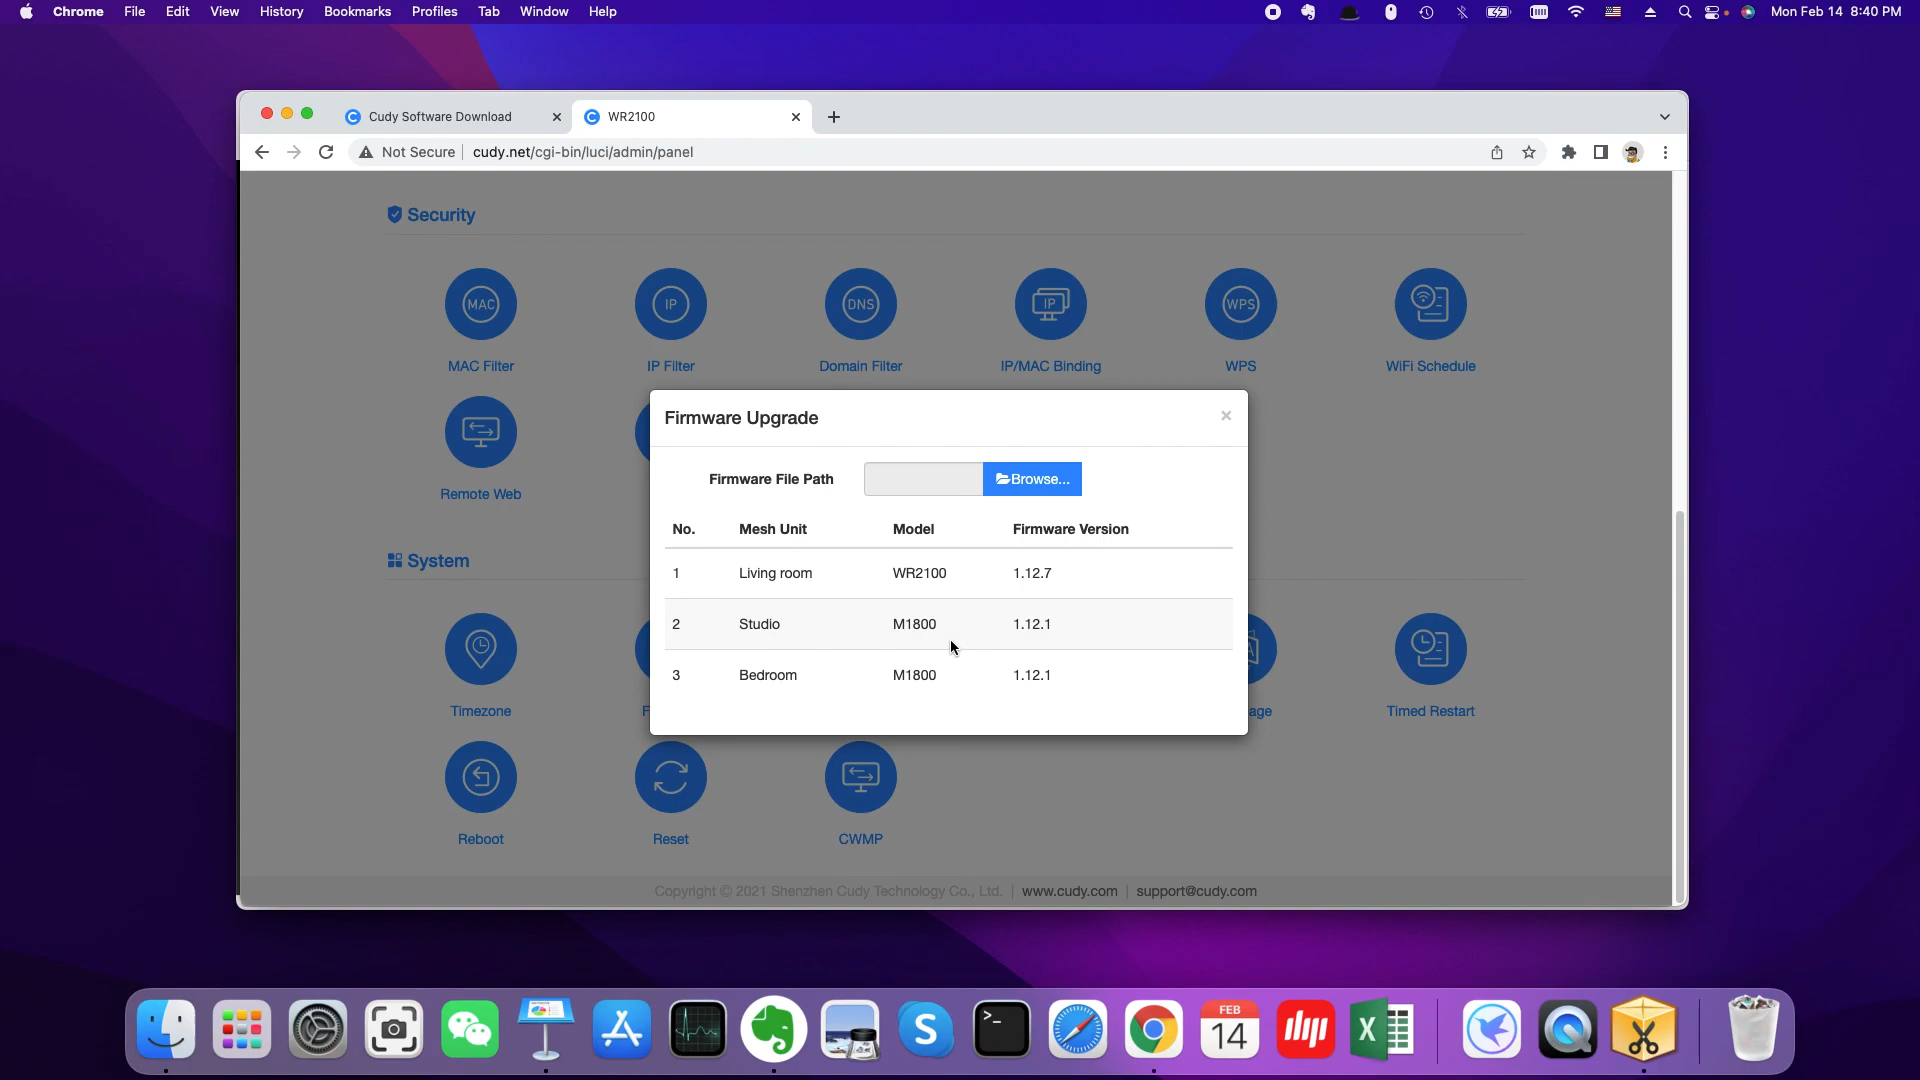 Chrome File Edit View History Bookmarks Profiles Tab Window Help Mon Feb 14 8:40 PM
Cudy Software Download WR2100
Not Secure cudy.net/cgi-bin/luci/admin/panel
Security
MAC IP DNS IP WPS
MAC Filter IP Filter Domain Filter IP/MAC Binding WPS WiFi Schedule
Firmware Upgrade
Firmware File Path Browse...
Remote Web
No. Mesh Unit Model Firmware Version
System
1 Living room WR2100 1.12.7
2 Studio M1800 1.12.1
3 Bedroom M1800 1.12.1
Timezone F age Timed Restart
Reboot Reset CWMP
Copyright © 2021 Shenzhen Cudy Technology Co., Ltd. | www.cudy.com | support@cudy.com
FEB
14